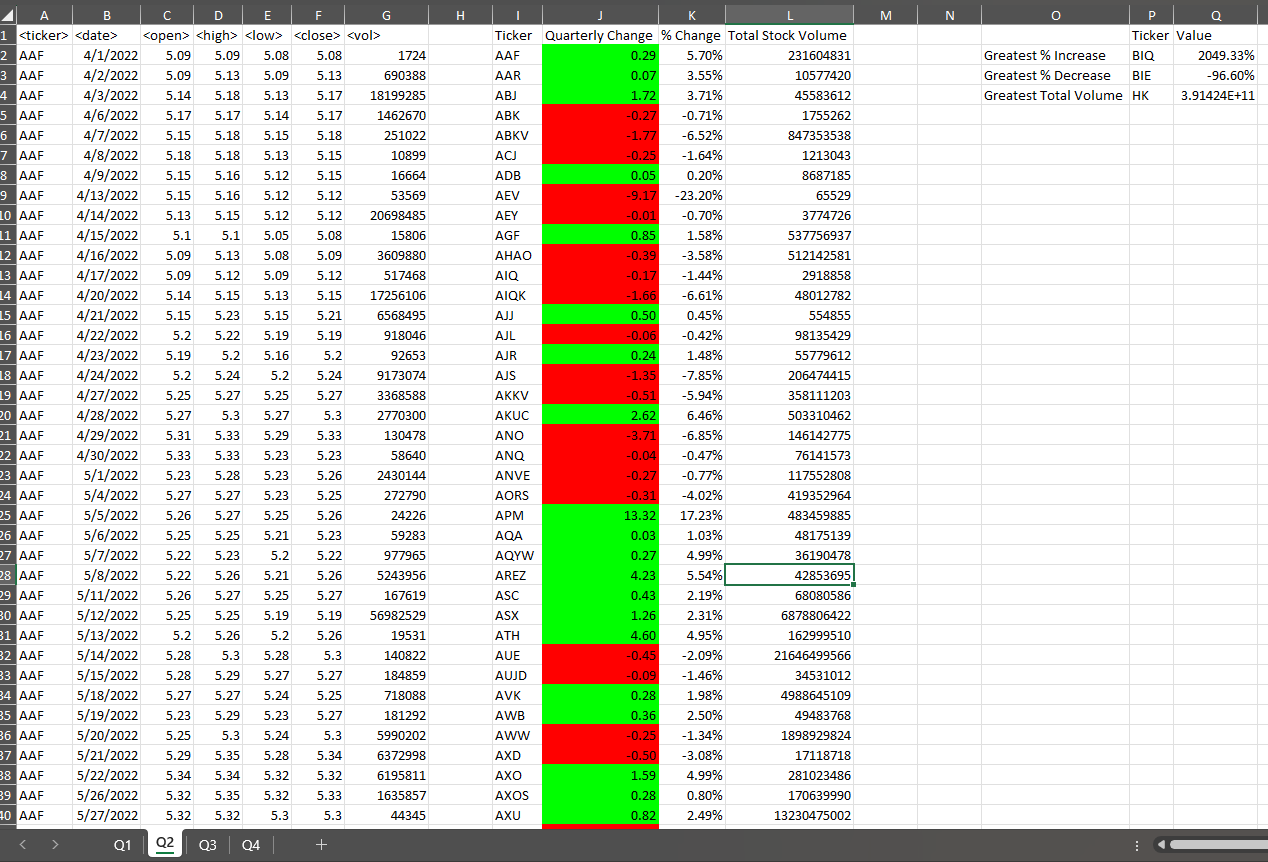 A B C D E F G H I J K L M N O P Q
1 <ticker> <date> <open> <high> <low> <close> <vol> Ticker Quarterly Change % Change Total Stock Volume Ticker Value
2 AAF 4/1/2022 5.09 5.09 5.08 5.08 1724 AAF 0.29 5.70% 231604831 Greatest % Increase BIQ 2049.33%
3 AAF 4/2/2022 5.09 5.13 5.09 5.13 690388 AAR 0.07 3.55% 10577420 Greatest % Decrease BIE -96.60%
4 AAF 4/3/2022 5.14 5.18 5.13 5.17 18199285 ABJ 1.72 3.71% 45583612 Greatest Total Volume HK 3.91424E+11
5 AAF 4/6/2022 5.17 5.17 5.14 5.17 1462670 ABK -0.27 -0.71% 1755262
6 AAF 4/7/2022 5.15 5.18 5.15 5.18 251022 ABKV -1.77 -6.52% 847353538
7 AAF 4/8/2022 5.18 5.18 5.13 5.15 10899 ACJ -0.25 -1.64% 1213043
8 AAF 4/9/2022 5.15 5.16 5.12 5.15 16664 ADB 0.05 0.20% 8687185
9 AAF 4/13/2022 5.15 5.16 5.12 5.12 53569 AEV -9.17 -23.20% 65529
10 AAF 4/14/2022 5.13 5.15 5.12 5.12 20698485 AEY -0.01 -0.70% 3774726
11 AAF 4/15/2022 5.1 5.1 5.05 5.08 15806 AGF 0.85 1.58% 537756937
12 AAF 4/16/2022 5.09 5.13 5.08 5.09 3609880 AHAO -0.39 -3.58% 512142581
13 AAF 4/17/2022 5.09 5.12 5.09 5.12 517468 AIQ -0.17 -1.44% 2918858
14 AAF 4/20/2022 5.14 5.15 5.13 5.15 17256106 AIQK -1.66 -6.61% 48012782
15 AAF 4/21/2022 5.15 5.23 5.15 5.21 6568495 AJJ 0.50 0.45% 554855
16 AAF 4/22/2022 5.2 5.22 5.19 5.19 918046 AJL -0.06 -0.42% 98135429
17 AAF 4/23/2022 5.19 5.2 5.16 5.2 92653 AJR 0.24 1.48% 55779612
18 AAF 4/24/2022 5.2 5.24 5.2 5.24 9173074 AJS -1.35 -7.85% 206474415
19 AAF 4/27/2022 5.25 5.27 5.25 5.27 3368588 AKKV -0.51 -5.94% 358111203
20 AAF 4/28/2022 5.27 5.3 5.27 5.3 2770300 AKUC 2.62 6.46% 503310462
21 AAF 4/29/2022 5.31 5.33 5.29 5.33 130478 ANO -3.71 -6.85% 146142775
22 AAF 4/30/2022 5.33 5.33 5.23 5.23 58640 ANQ -0.04 -0.47% 76141573
23 AAF 5/1/2022 5.23 5.28 5.23 5.26 2430144 ANVE -0.27 -0.77% 117552808
24 AAF 5/4/2022 5.27 5.27 5.23 5.25 272790 AORS -0.31 -4.02% 419352964
25 AAF 5/5/2022 5.26 5.27 5.25 5.26 24226 APM 13.32 17.23% 483459885
26 AAF 5/6/2022 5.25 5.25 5.21 5.23 59283 AQA 0.03 1.03% 48175139
27 AAF 5/7/2022 5.22 5.23 5.2 5.22 977965 AQYW 0.27 4.99% 36190478
28 AAF 5/8/2022 5.22 5.26 5.21 5.26 5243956 AREZ 4.23 5.54% 42853695
29 AAF 5/11/2022 5.26 5.27 5.25 5.27 167619 ASC 0.43 2.19% 68080586
30 AAF 5/12/2022 5.25 5.25 5.19 5.19 56982529 ASX 1.26 2.31% 6878806422
31 AAF 5/13/2022 5.2 5.26 5.2 5.26 19531 ATH 4.60 4.95% 162999510
32 AAF 5/14/2022 5.28 5.3 5.28 5.3 140822 AUE -0.45 -2.09% 21646499566
33 AAF 5/15/2022 5.28 5.29 5.27 5.27 184859 AUJD -0.09 -1.46% 34531012
34 AAF 5/18/2022 5.27 5.27 5.24 5.25 718088 AVK 0.28 1.98% 4988645109
35 AAF 5/19/2022 5.23 5.29 5.23 5.27 181292 AWB 0.36 2.50% 49483768
36 AAF 5/20/2022 5.25 5.3 5.24 5.3 5990202 AWW -0.25 -1.34% 1898929824
37 AAF 5/21/2022 5.29 5.35 5.28 5.34 6372998 AXD -0.50 -3.08% 17118718
38 AAF 5/22/2022 5.34 5.34 5.32 5.32 6195811 AXO 1.59 4.99% 281023486
39 AAF 5/26/2022 5.32 5.35 5.32 5.33 1635857 AXOS 0.28 0.80% 170639990
40 AAF 5/27/2022 5.32 5.32 5.3 5.3 44345 AXU 0.82 2.49% 13230475002
Q1 Q2 Q3 Q4